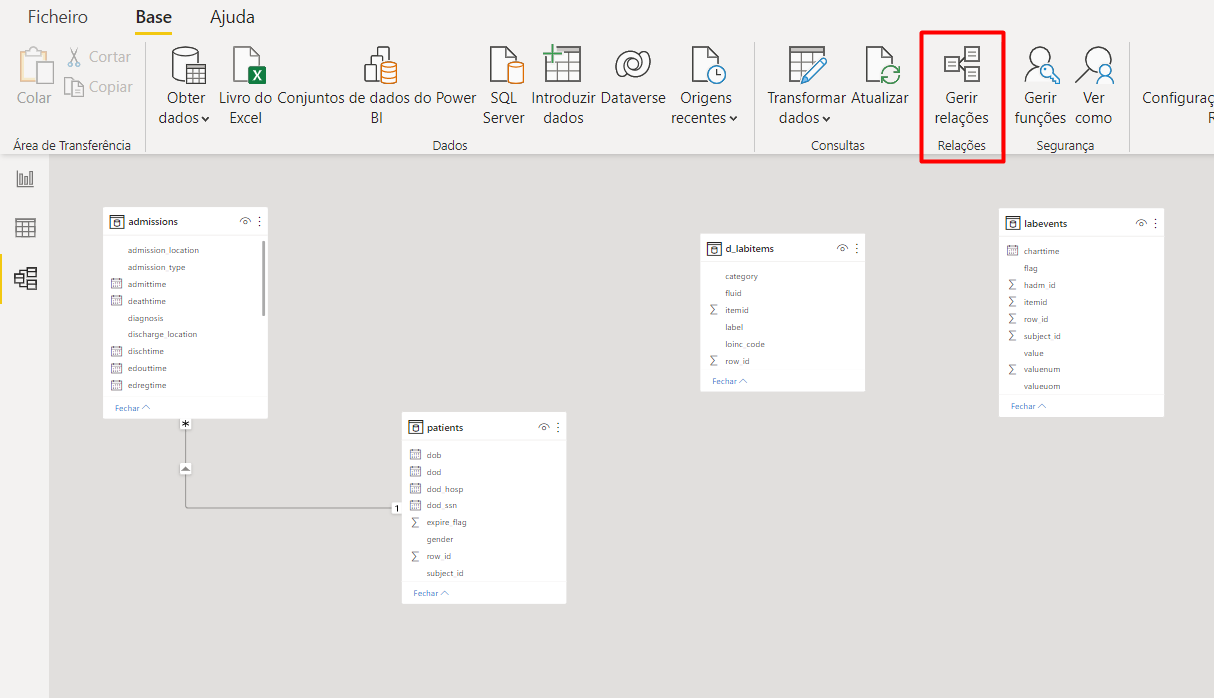 Ficheiro Base Ajuda
Cortar
Copiar
Colar
Obter dados
Livro do Excel
Conjuntos de dados do Power BI
SQL Server
Introduzir dados
Dataverse
Origens recentes
Transformar dados
Atualizar
Gerir relações
Gerir funções
Ver como
Configuraç
R
Área de Transferência
Dados
Consultas
Relações
Segurança
admissions
admission_location
admission_type
admittime
deathtime
diagnosis
discharge_location
dischtime
edouttime
edregtime
Fechar
*
1
patients
dob
dod
dod_hosp
dod_ssn
expire_flag
gender
row_id
subject_id
Fechar
d_labitems
category
fluid
itemid
label
loinc_code
row_id
Fechar
labevents
charttime
flag
hadm_id
itemid
row_id
subject_id
value
valuenum
valueuom
Fechar